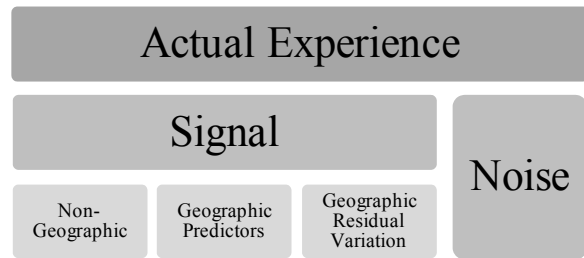 Actual Experience
Signal
Noise
Non-
Geographic
Geographic
Predictors
Geographic
Residual
Variation